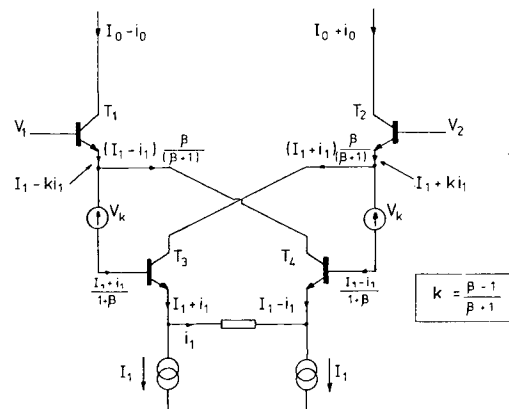 I₀−i₀
I₀+i₀
T₁
T₂
V₁
V₂
(I₁−i₁) β/(β+1)
(I₁+i₁) β/(β+1)
I₁−ki₁
I₁+ki₁
Vₖ
Vₖ
T₃
T₄
I₁+i₁/1+β
I₁−i₁/1+β
k = β−1/β+1
I₁+i₁
I₁−i₁
i₁
I₁
I₁